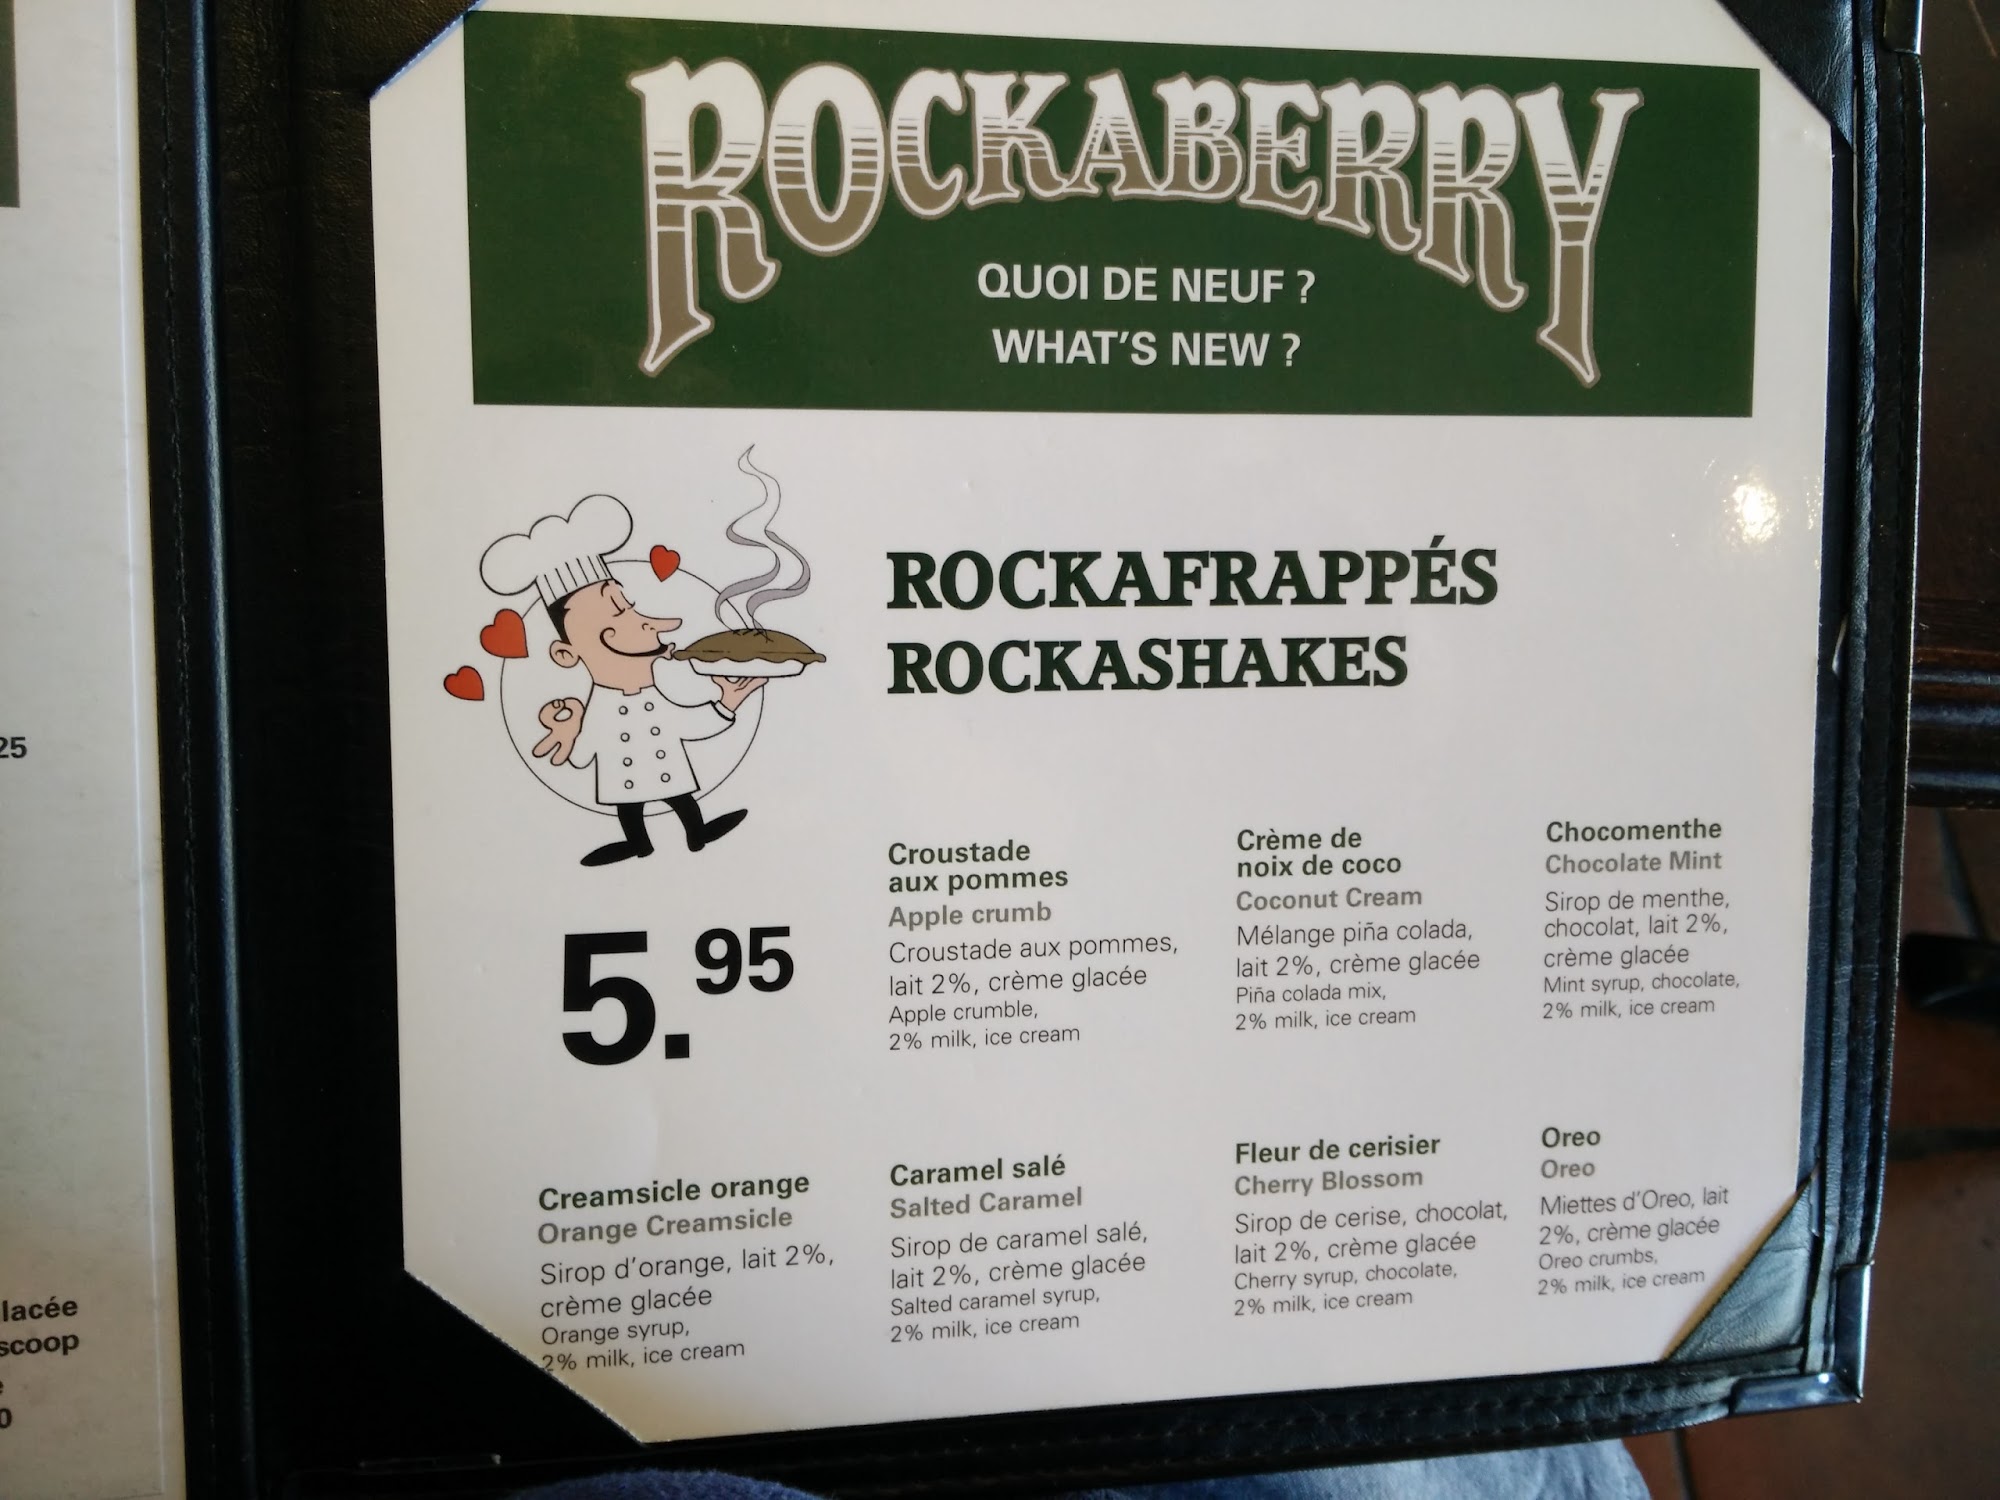 ROCKABERRY
QUOI DE NEUF ?
WHAT'S NEW ?
ROCKAFRAPPÉS
ROCKASHAKES
5.95
Croustade
aux pommes
Apple crumb
Croustade aux pommes,
lait 2%, crème glacée
Apple crumble,
2% milk, ice cream
Crème de
noix de coco
Coconut Cream
Mélange piña colada,
lait 2%, crème glacée
Piña colada mix,
2% milk, ice cream
Chocomenthe
Chocolate Mint
Sirop de menthe,
chocolat, lait 2%,
crème glacée
Mint syrup, chocolate,
2% milk, ice cream
Creamsicle orange
Orange Creamsicle
Sirop d'orange, lait 2%,
crème glacée
Orange syrup,
2% milk, ice cream
Caramel salé
Salted Caramel
Sirop de caramel salé,
lait 2%, crème glacée
Salted caramel syrup,
2% milk, ice cream
Fleur de cerisier
Cherry Blossom
Sirop de cerise, chocolat,
lait 2%, crème glacée
Cherry syrup, chocolate,
2% milk, ice cream
Oreo
Oreo
Miettes d'Oreo, lait
2%, crème glacée
Oreo crumbs,
2% milk, ice cream
25
lacée
scoop